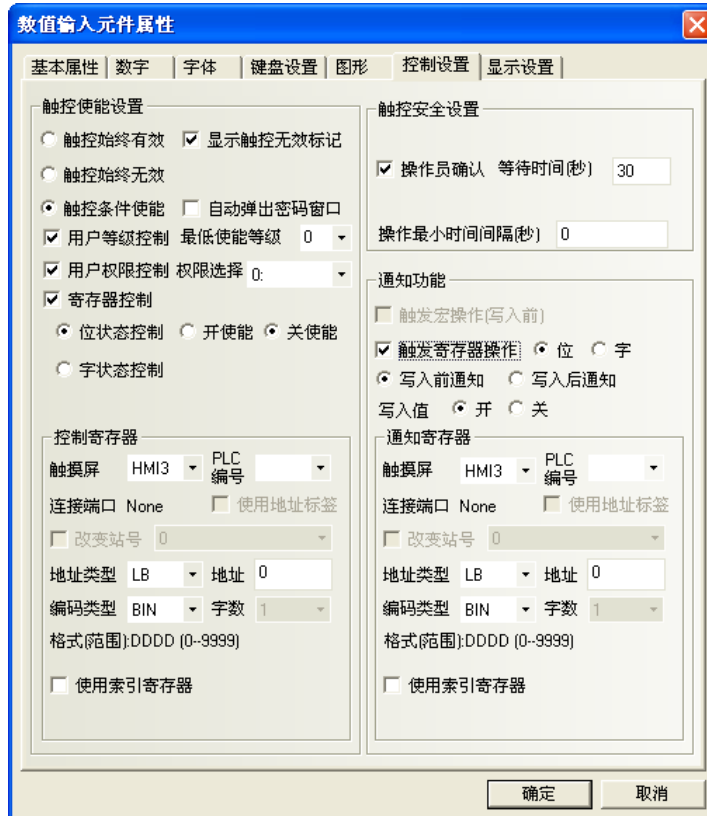 数值输入元件属性
基本属性 数字 字体 键盘设置 图形 控制设置 显示设置
触控使能设置
触控始终有效 显示触控无效标记
触控始终无效
触控条件使能 自动弹出密码窗口
用户等级控制 最低使能等级 0
用户权限控制 权限选择 0:
寄存器控制
位状态控制 开使能 关使能
字状态控制
控制寄存器
触摸屏 HMI3 PLC编号
连接端口 None 使用地址标签
改变站号 0
地址类型 LB 地址 0
编码类型 BIN 字数 1
格式(范围):DDDD (0--9999)
使用索引寄存器
触控安全设置
操作员确认 等待时间(秒) 30
操作最小时间间隔(秒) 0
通知功能
触发宏操作(写入前)
触发寄存器操作 位 字
写入前通知 写入后通知
写入值 开 关
通知寄存器
触摸屏 HMI3 PLC编号
连接端口 None 使用地址标签
改变站号 0
地址类型 LB 地址 0
编码类型 BIN 字数 1
格式(范围):DDDD (0--9999)
使用索引寄存器
确定 取消